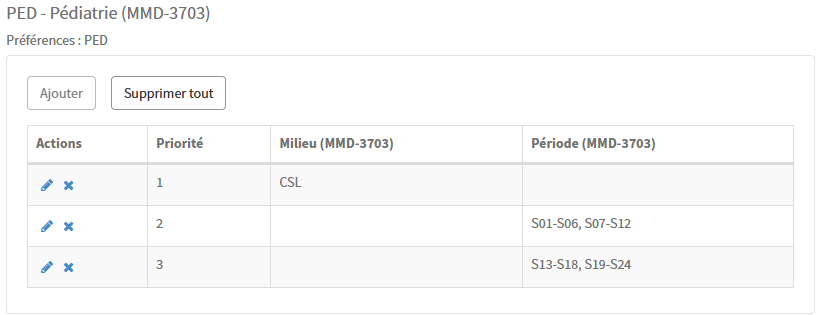 PED - Pédiatrie (MMD-3703)
Préférences : PED
Ajouter Supprimer tout
Actions Priorité Milieu (MMD-3703) Période (MMD-3703)
1 CSL
2 S01-S06, S07-S12
3 S13-S18, S19-S24